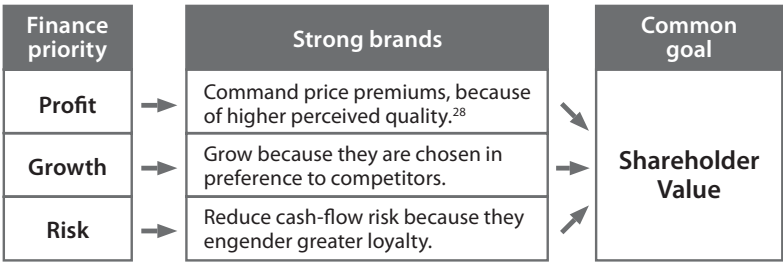 Finance
priority
Strong brands
Common
goal
Profit
Command price premiums, because
of higher perceived quality.28
Growth
Grow because they are chosen in
preference to competitors.
Risk
Reduce cash-flow risk because they
engender greater loyalty.
Shareholder
Value